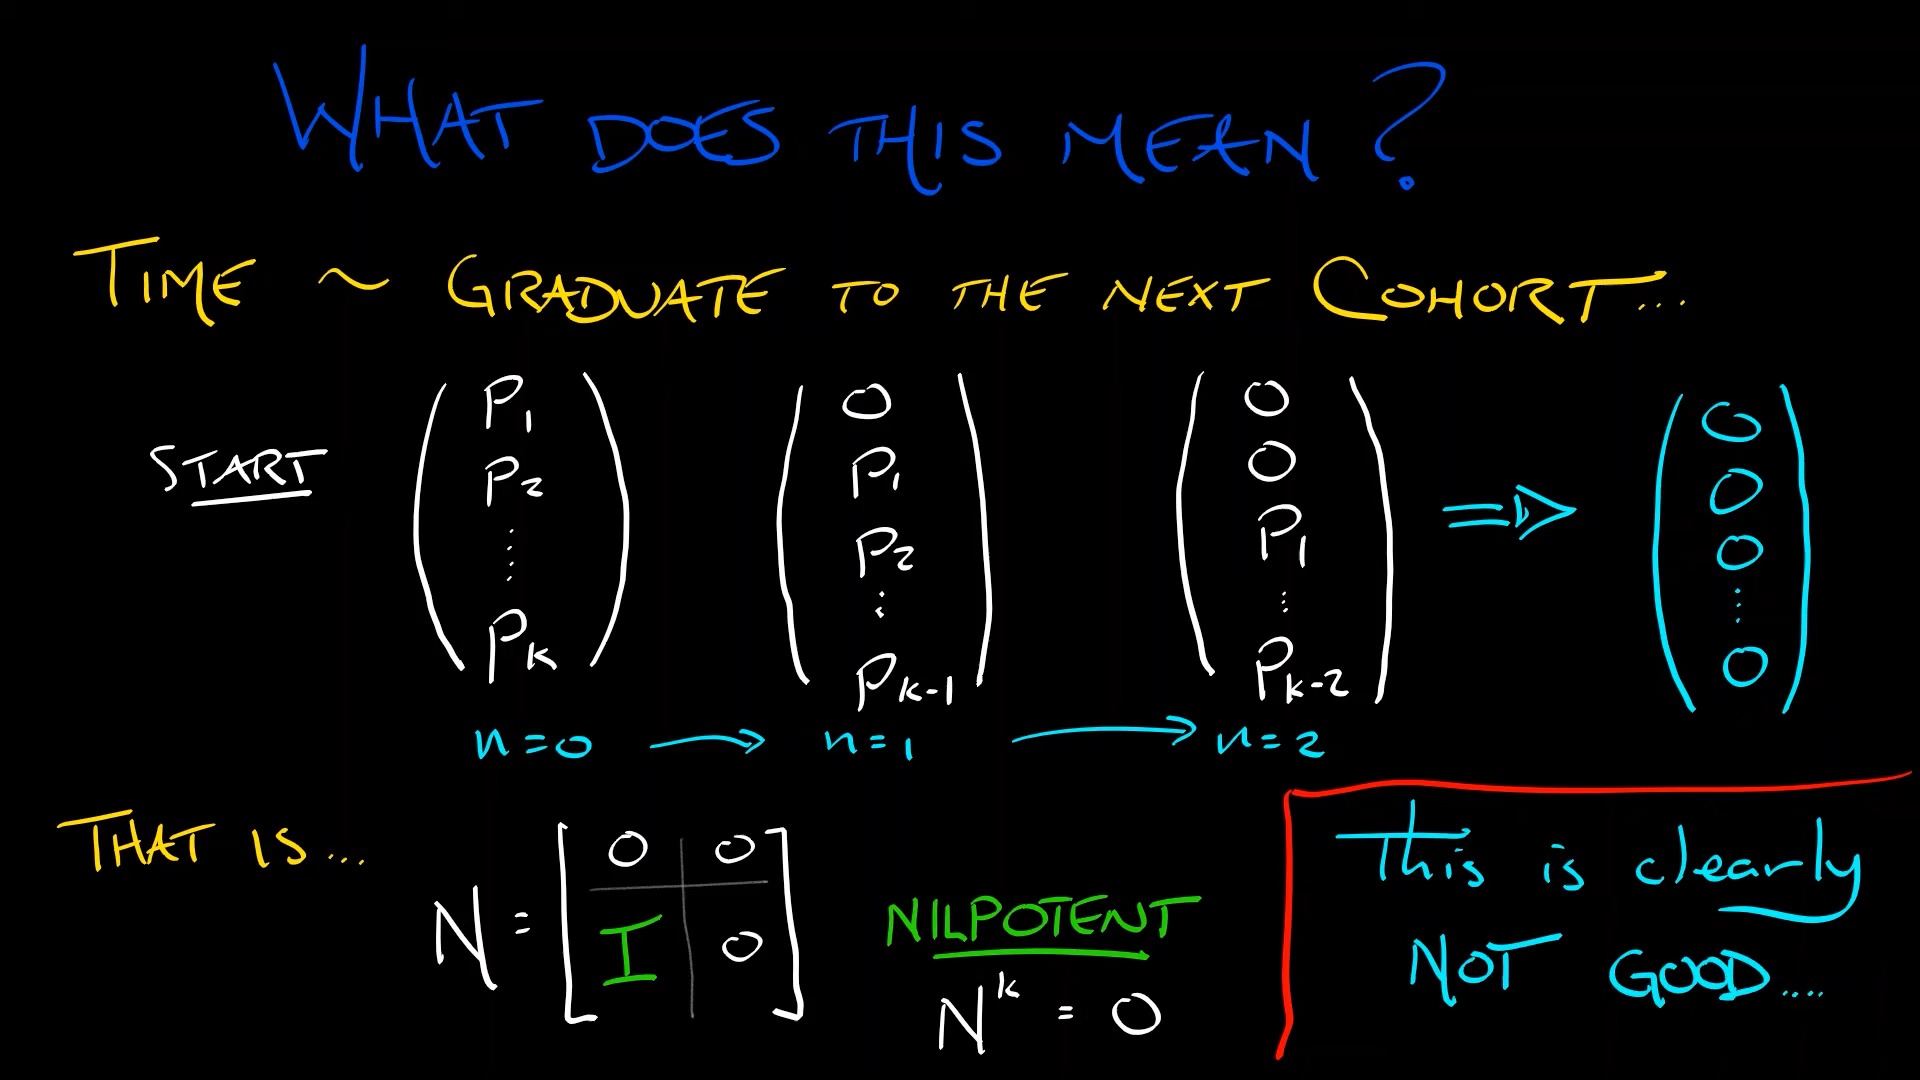 WHAT DOES THIS MEAN?
TIME ~ GRADUATE TO THE NEXT COHORT...
START
P1
P2
⋮
Pk
0
P1
P2
⋮
Pk-1
0
0
P1
⋮
Pk-2
⇒
0
0
0
⋮
0
n=0 → n=1 → n=2
THAT IS...
N = [ 0 0
I 0 ]
NILPOTENT
N^k = 0
This is clearly
NOT GOOD....